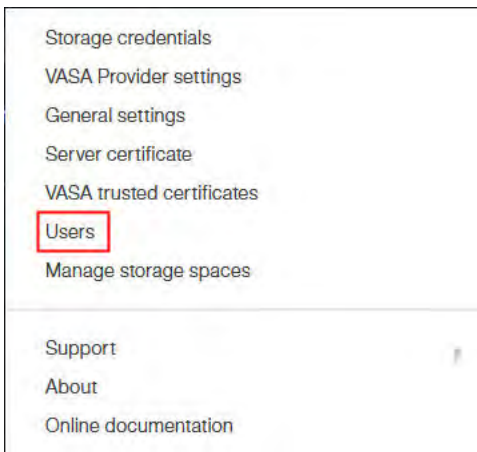 Storage credentials
VASA Provider settings
General settings
Server certificate
VASA trusted certificates
Users
Manage storage spaces
Support
About
Online documentation